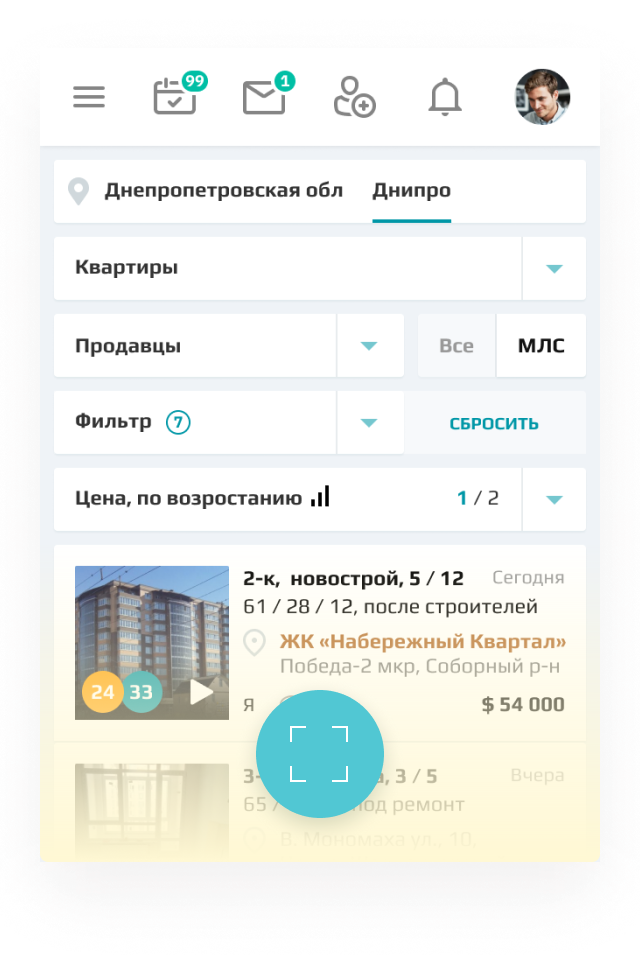 99 1
Днепропетровская обл Днипро
Квартиры
Продавцы Все МЛС
Фильтр 7 СБРОСИТЬ
Цена, по возростанию 1 / 2
2-к, новострой, 5 / 12 Сегодня
61 / 28 / 12, после строителей
ЖК «Набережный Квартал»
Победа-2 мкр, Соборный р-н
24 33 Я $ 54 000
3- а, 3 / 5 Вчера
65 / под ремонт
В. Мономаха ул., 10,